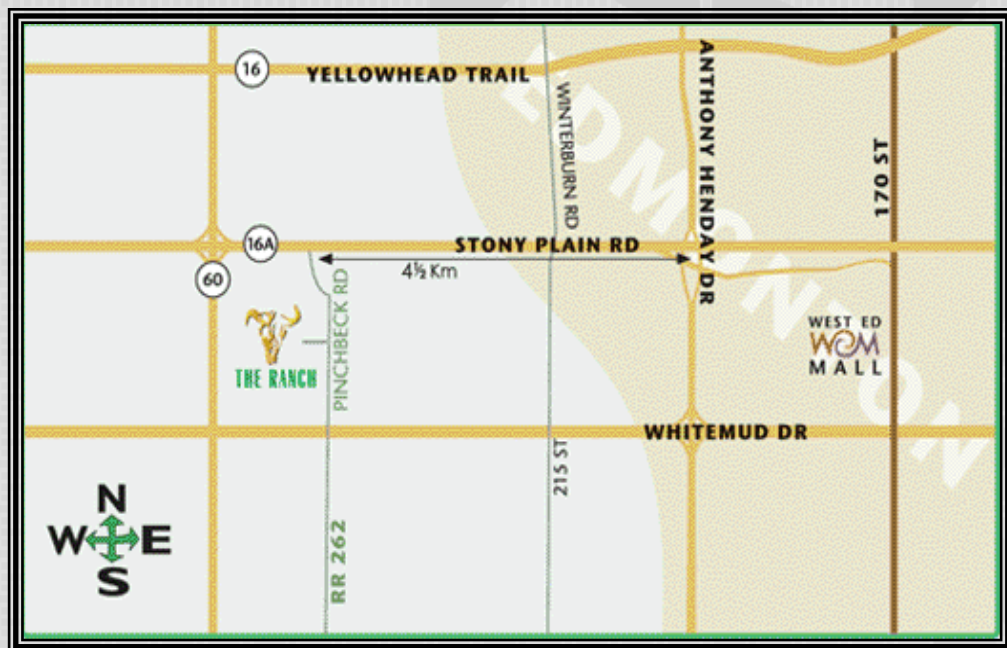 16
YELLOWHEAD TRAIL
WINTERBURN RD
ANTHONY HENDAY DR
170 ST
EDMONTON
16A
STONY PLAIN RD
4½ Km
60
THE RANCH
PINCHBECK RD
WEST ED
WEM
MALL
WHITEMUD DR
215 ST
RR 262
N
W E
S